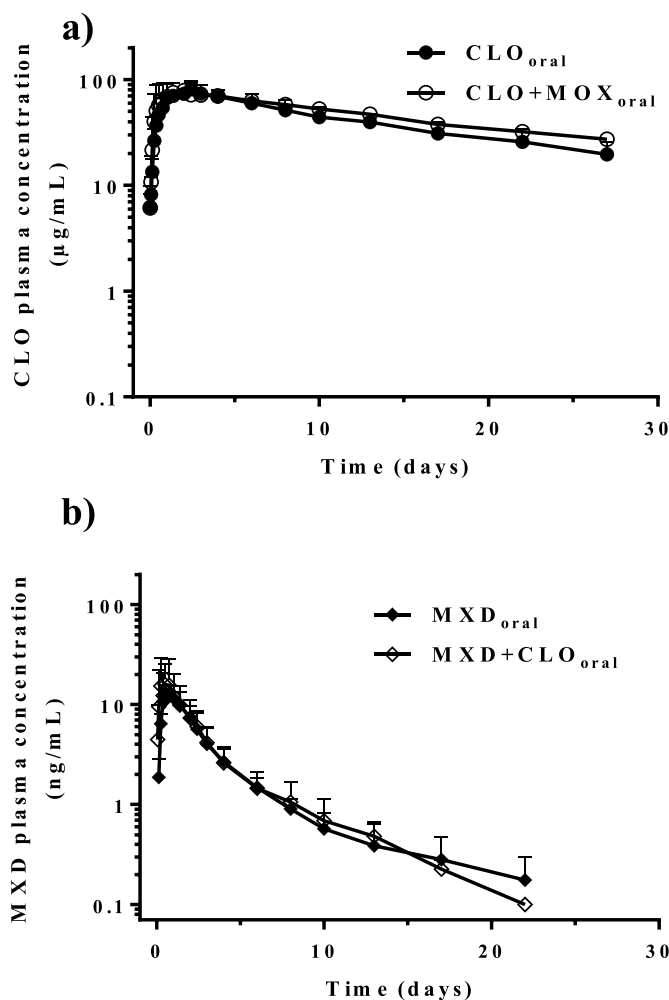 a)
CLO plasma concentration
(μg/mL)
100
10
1
0.1
CLOoral
CLO+MOXoral
0
10
20
30
Time (days)
b)
MXD plasma concentration
(ng/mL)
100
10
1
0.1
MXDoral
MXD+CLOoral
0
10
20
30
Time (days)